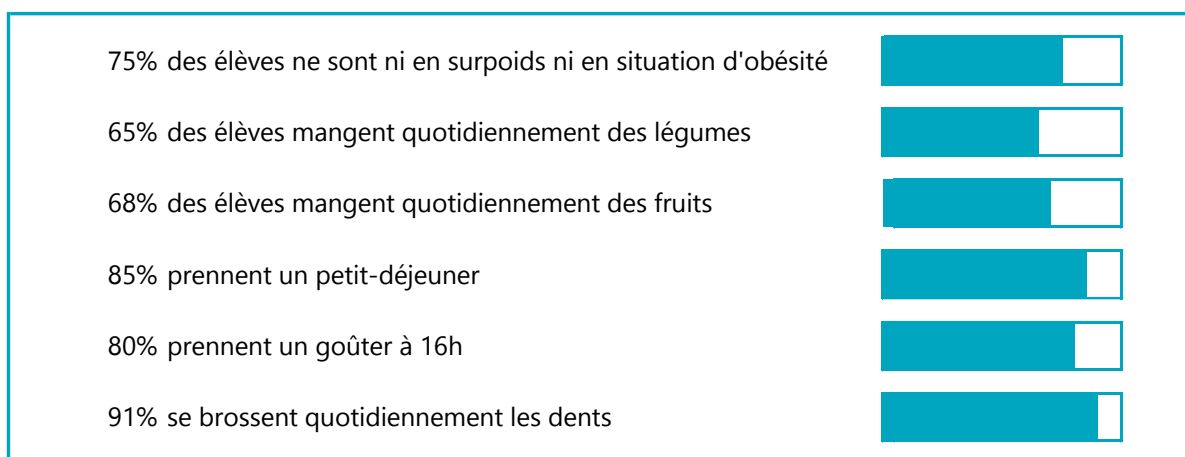 75% des élèves ne sont ni en surpoids ni en situation d'obésité
65% des élèves mangent quotidiennement des légumes
68% des élèves mangent quotidiennement des fruits
85% prennent un petit-déjeuner
80% prennent un goûter à 16h
91% se brossent quotidiennement les dents